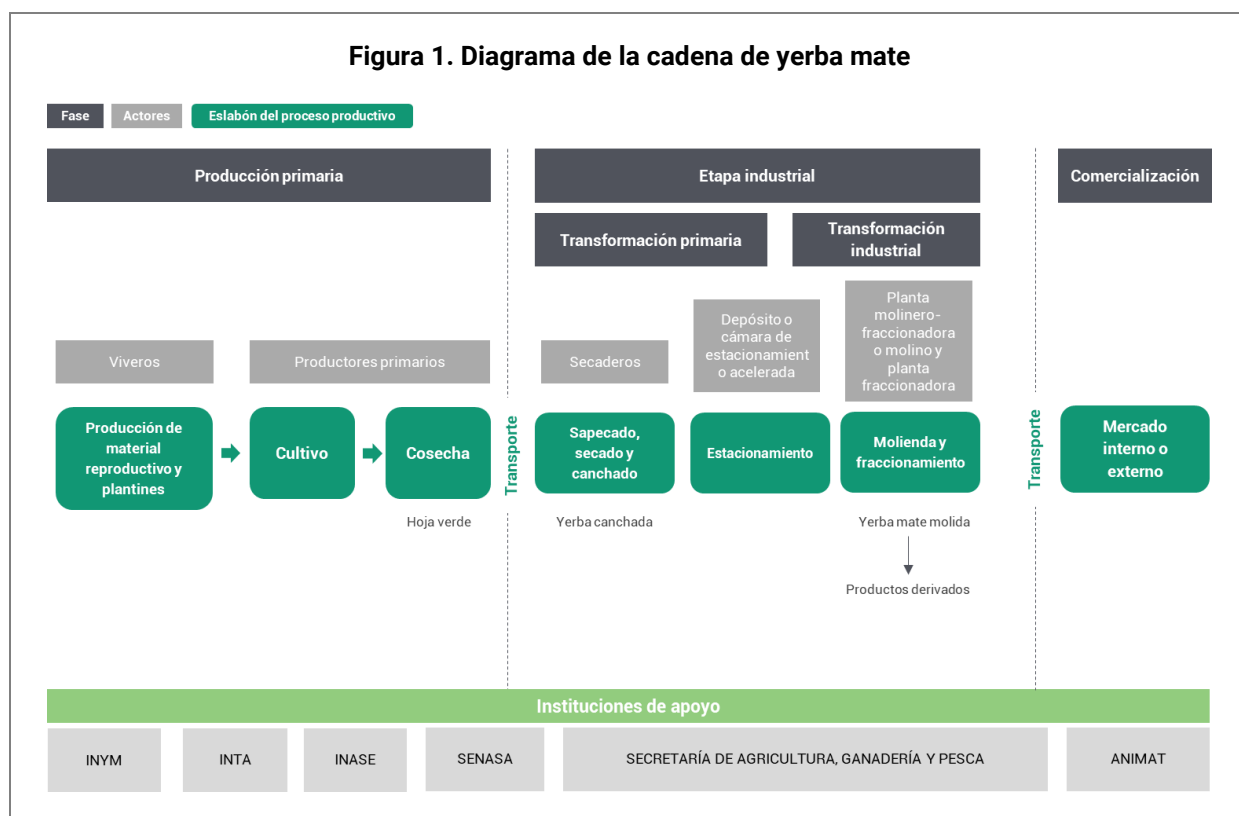 Figura 1. Diagrama de la cadena de yerba mate
Fase
Actores
Eslabón del proceso productivo
Producción primaria
Etapa industrial
Comercialización
Transformación primaria
Transformación
industrial
Viveros
Productores primarios
Secaderos
Depósito o
cámara de
estacionamient
o acelerada
Planta
molinero-
fraccionadora
o molino y
planta
fraccionadora
Producción de
material
reproductivo y
plantines
Cultivo
Cosecha
Transporte
Sapecado,
secado y
canchado
Estacionamiento
Molienda y
fraccionamiento
Transporte
Mercado
interno o
externo
Hoja verde
Yerba canchada
Yerba mate molida
Productos derivados
Instituciones de apoyo
INYM
INTA
INASE
SENASA
SECRETARÍA DE AGRICULTURA, GANADERÍA Y PESCA
ANIMAT